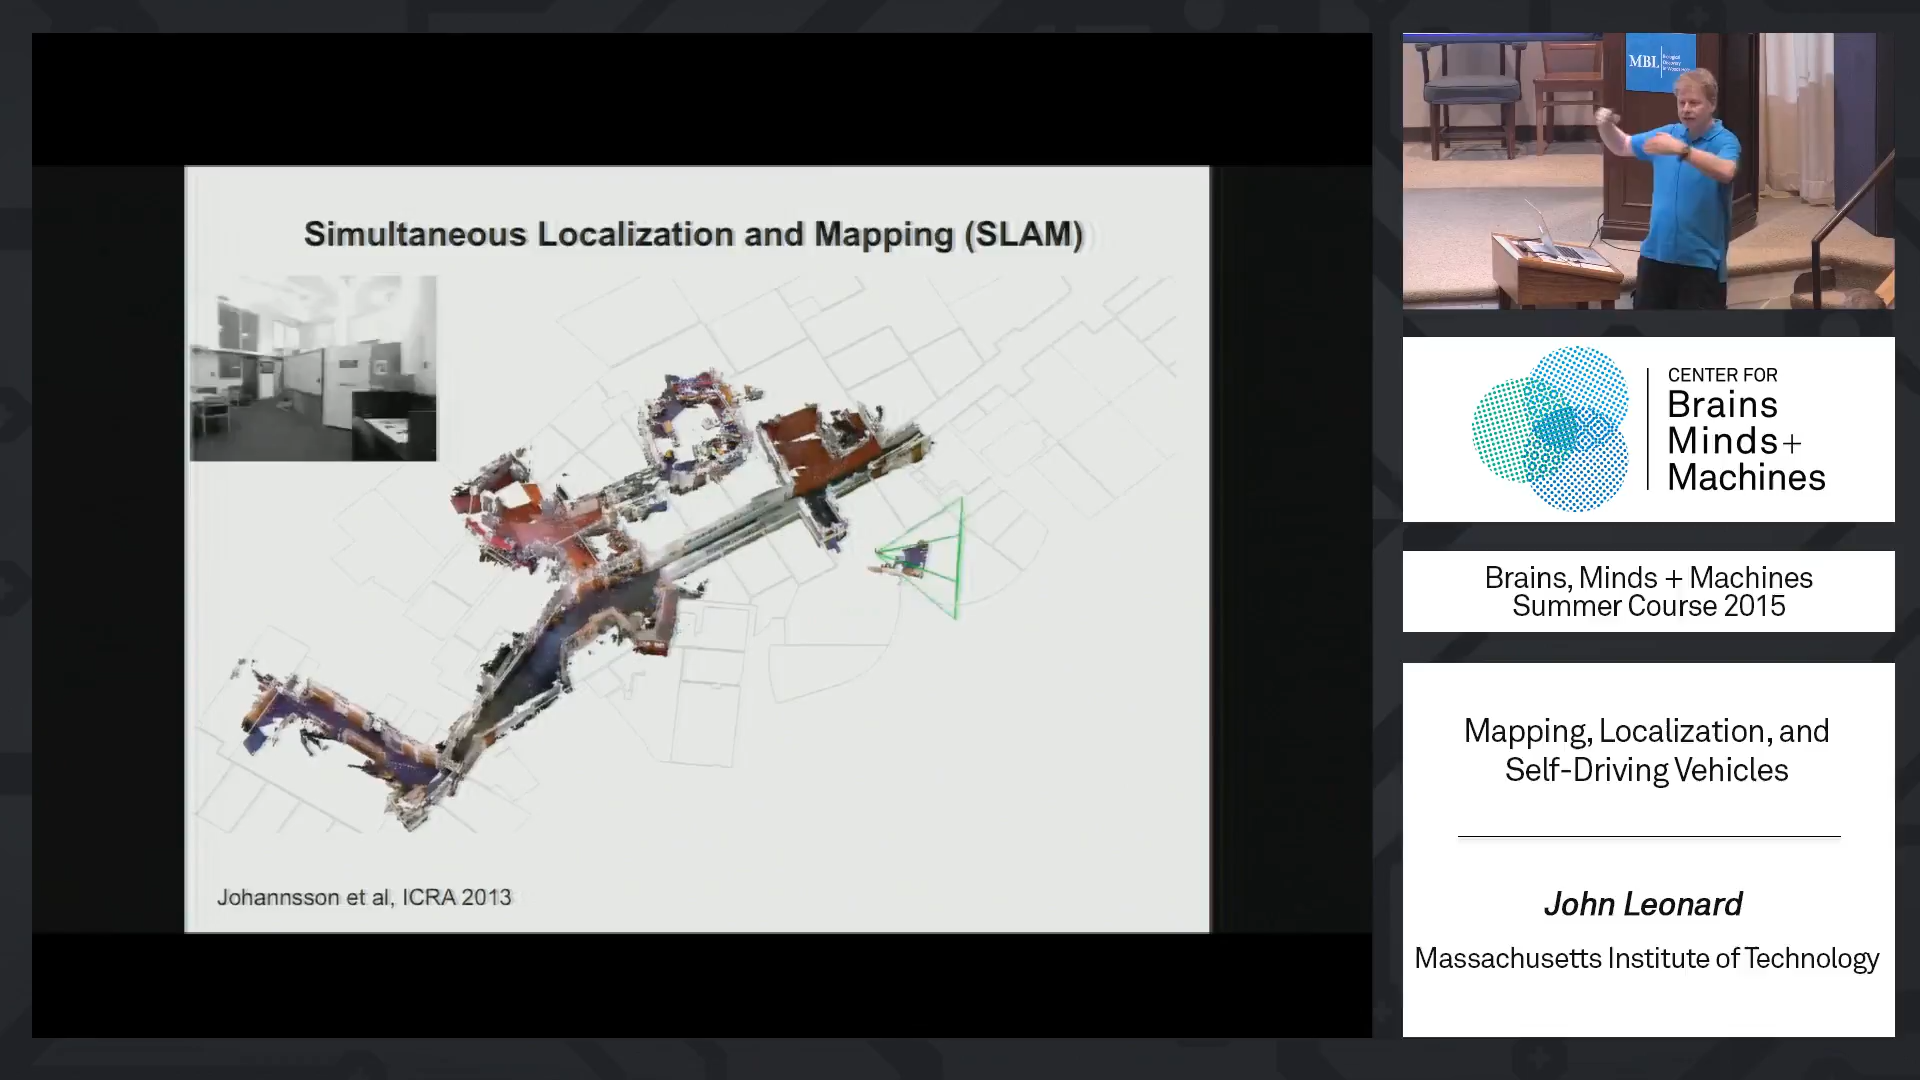 Simultaneous Localization and Mapping (SLAM)
Johannsson et al, ICRA 2013
MBL
CENTER FOR
Brains
Minds+
Machines
Brains, Minds + Machines
Summer Course 2015
Mapping, Localization, and
Self-Driving Vehicles
John Leonard
Massachusetts Institute of Technology